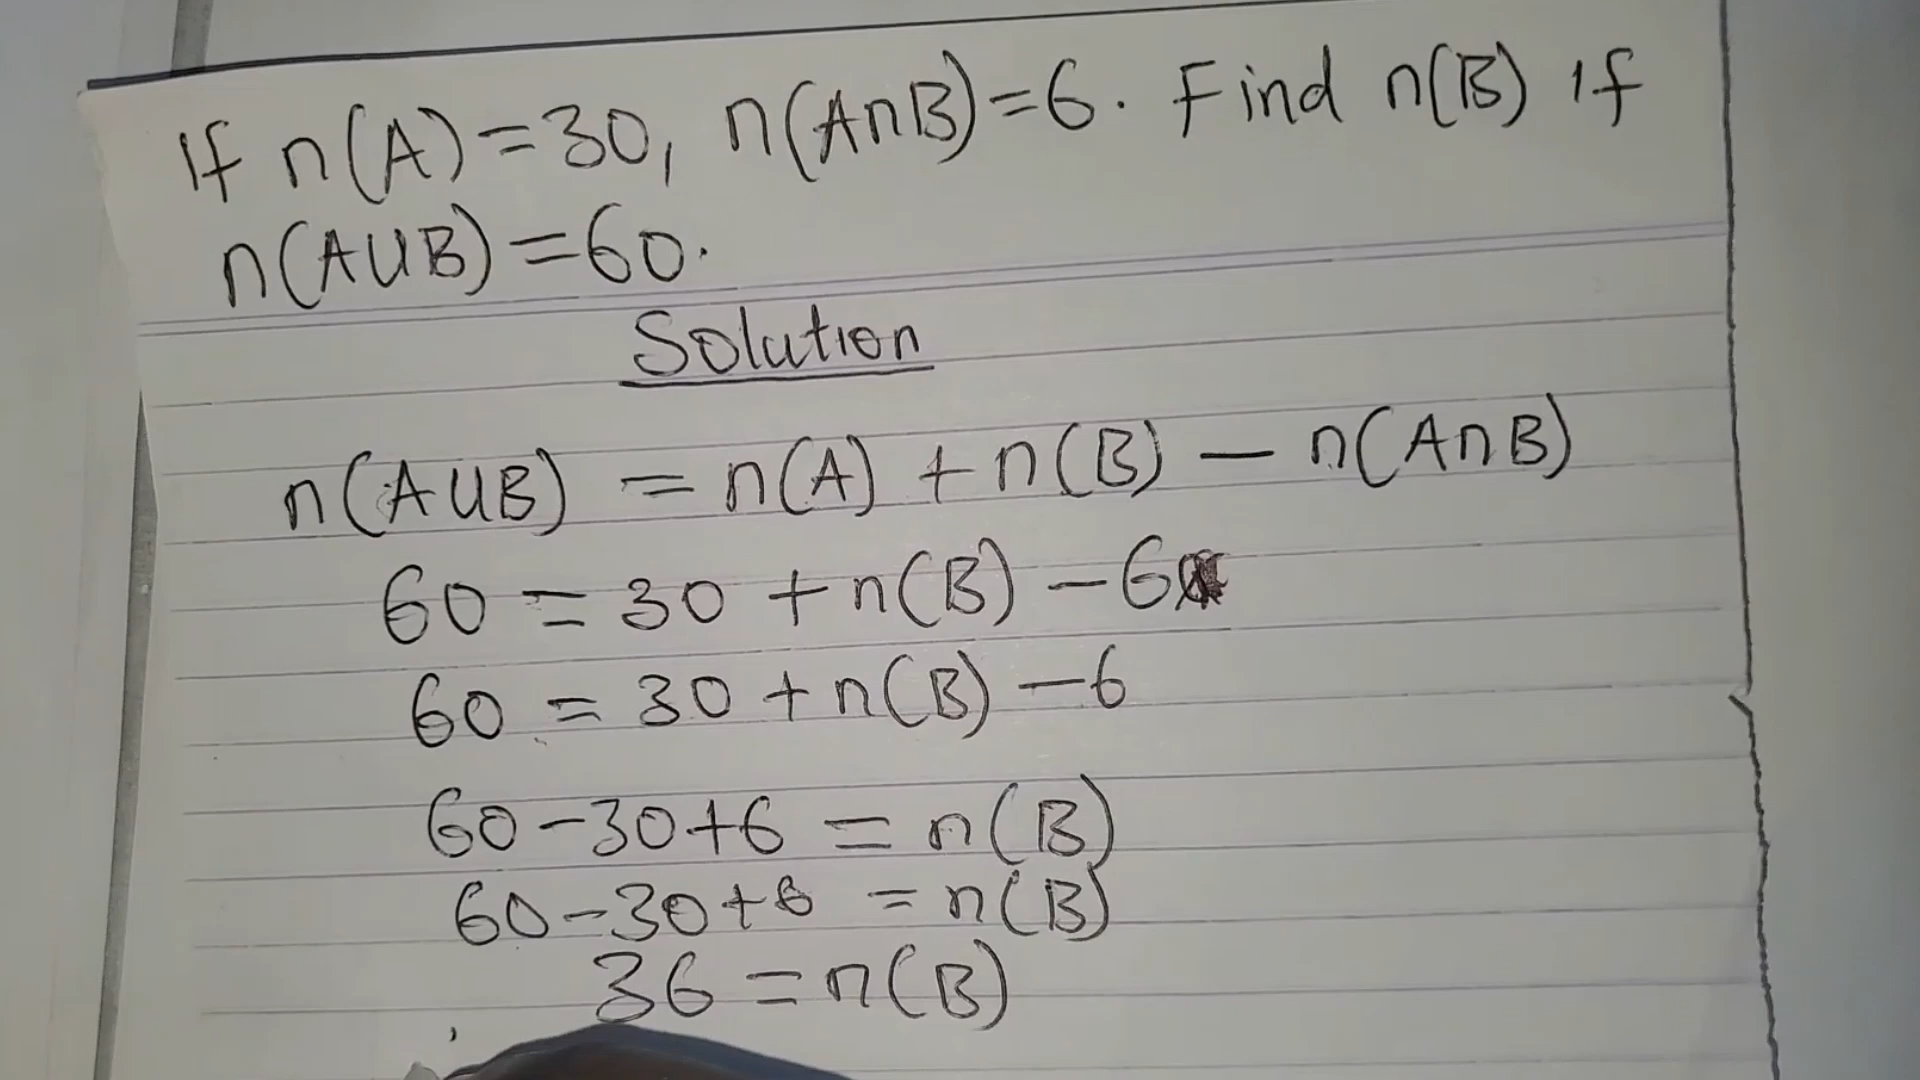 If n(A)=30, n(A∩B)=6. Find n(B) if
n(A∪B)=60.
Solution
n(A∪B) = n(A) + n(B) - n(A∩B)
60 = 30 + n(B) - 6
60 = 30 + n(B) - 6
60-30+6 = n(B)
60-30+6 = n(B)
36 = n(B)